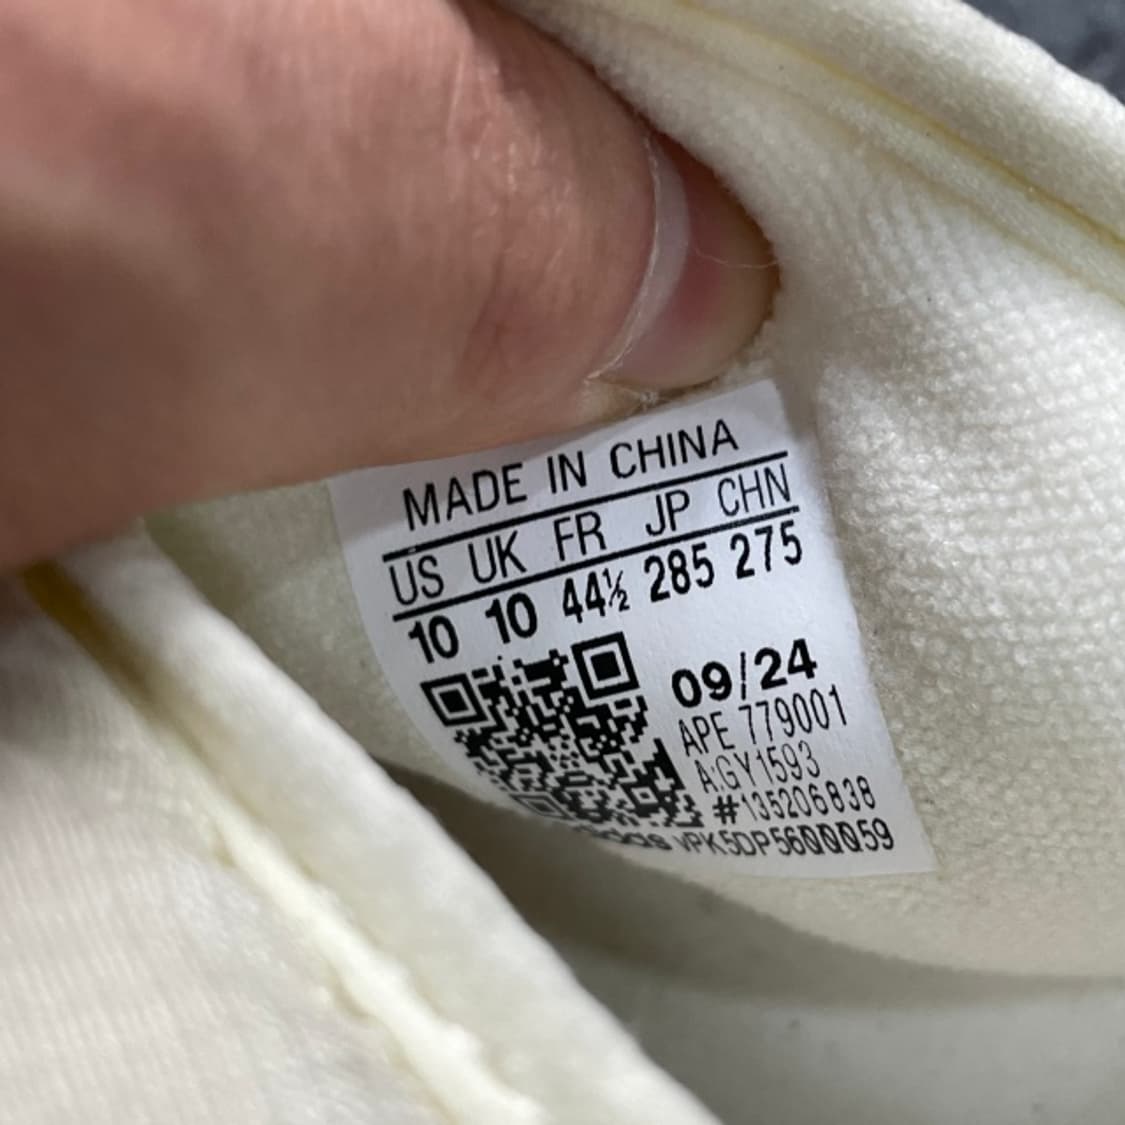 MADE IN CHINA
US UK FR JP CHN
10 10 44½ 285 275
09/24
APE 779001
A:GY1593
#135206838
VPK5DP5600059